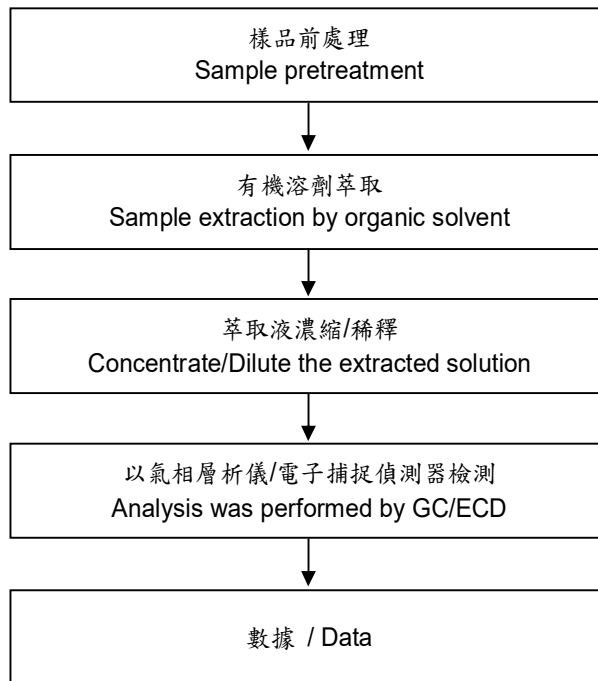 樣品前處理
Sample pretreatment
有機溶劑萃取
Sample extraction by organic solvent
萃取液濃縮/稀釋
Concentrate/Dilute the extracted solution
以氣相層析儀/電子捕捉偵測器檢測
Analysis was performed by GC/ECD
數據 / Data